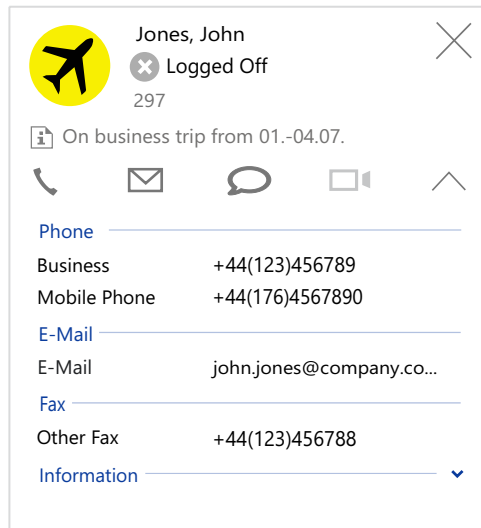 Jones, John
Logged Off
297
On business trip from 01.-04.07.
Phone
Business +44(123)456789
Mobile Phone +44(176)4567890
E-Mail
E-Mail john.jones@company.co...
Fax
Other Fax +44(123)456788
Information